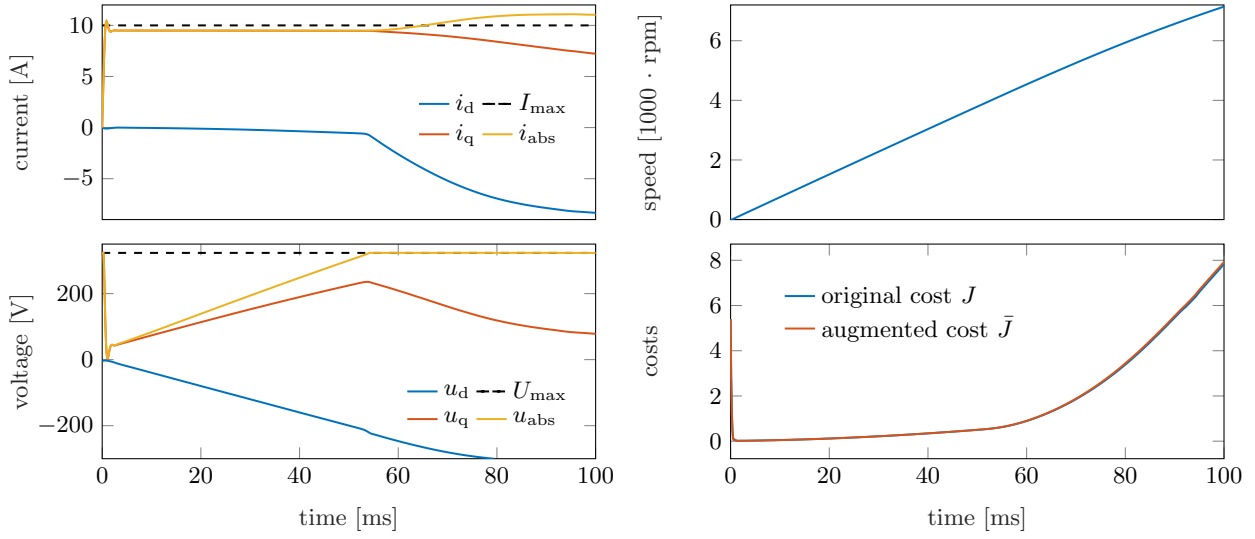 current [A]
10
5
0
−5
i_d I_max
i_q i_abs
speed [1000 · rpm]
6
4
2
0
voltage [V]
200
0
−200
u_d U_max
u_q u_abs
0 20 40 60 80 100
time [ms]
costs
8
6
4
2
0
original cost J
augmented cost J̄
0 20 40 60 80 100
time [ms]